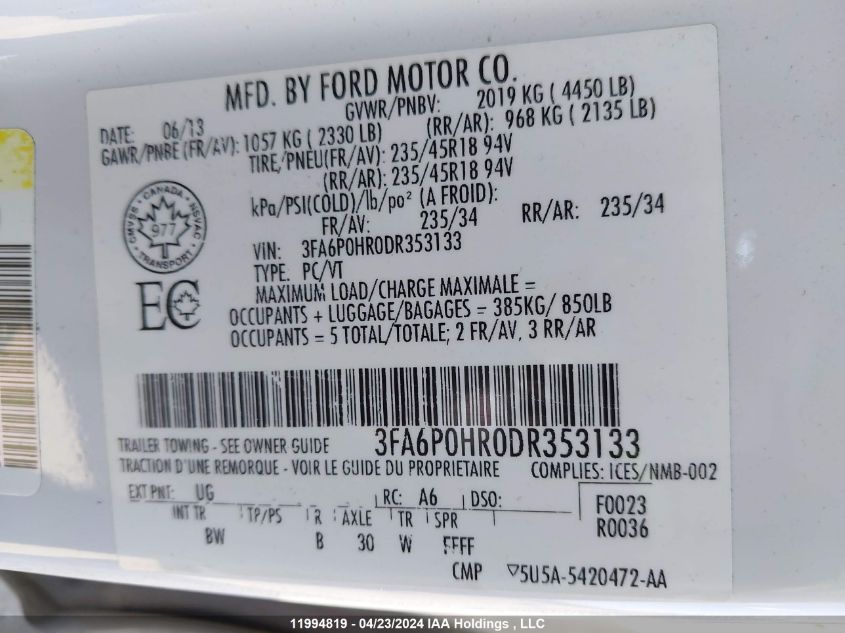 MFD. BY FORD MOTOR CO.
DATE: 06/13 GVWR/PNBV: 2019 KG ( 4450 LB)
GAWR/PNBE (FR/AV): 1057 KG ( 2330 LB) (RR/AR): 968 KG ( 2135 LB)
TIRE/PNEU(FR/AV): 235/45R18 94V
(RR/AR): 235/45R18 94V
kPa/PSI(COLD)/lb/po² (A FROID):
FR/AV: 235/34 RR/AR: 235/34
CANADA
CMVSS NSVAC
977
TRANSPORT
VIN: 3FA6P0HR0DR353133
TYPE: PC/VT
EC
MAXIMUM LOAD/CHARGE MAXIMALE =
OCCUPANTS + LUGGAGE/BAGAGES = 385KG/ 850LB
OCCUPANTS = 5 TOTAL/TOTALE; 2 FR/AV, 3 RR/AR
3FA6P0HR0DR353133
TRAILER TOWING - SEE OWNER GUIDE
TRACTION D'UNE REMORQUE - VOIR LE GUIDE DU PROPRIETAIRE COMPLIES: ICES/NMB-002
EXT PNT: UG RC: A6 DSO: F0023
INT TR TP/PS R AXLE TR SPR R0036
BW B 30 W FFFF
CMP ▽5U5A-5420472-AA
11994819 - 04/23/2024 IAA Holdings , LLC